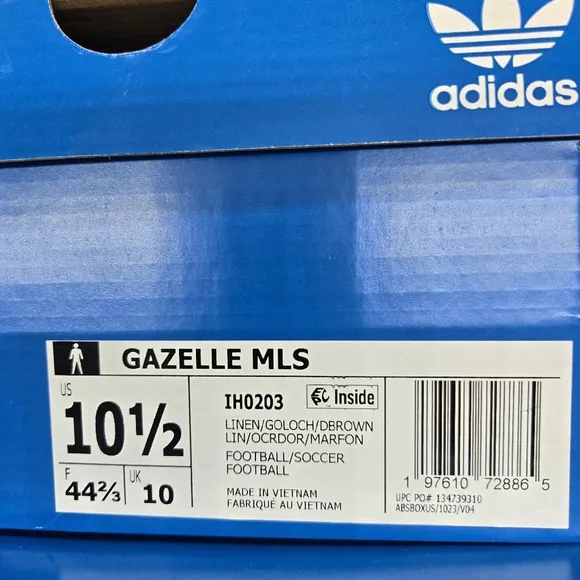 adidas
GAZELLE MLS
US
10½
F
44⅔
UK
10
IH0203
Inside
LINEN/GOLOCH/DBROWN
LIN/OCRDOR/MARFON
FOOTBALL/SOCCER
FOOTBALL
MADE IN VIETNAM
FABRIQUÉ AU VIETNAM
1 97610 72886 5
UPC PO# 134739310
ABSBOXUS/1023/V04